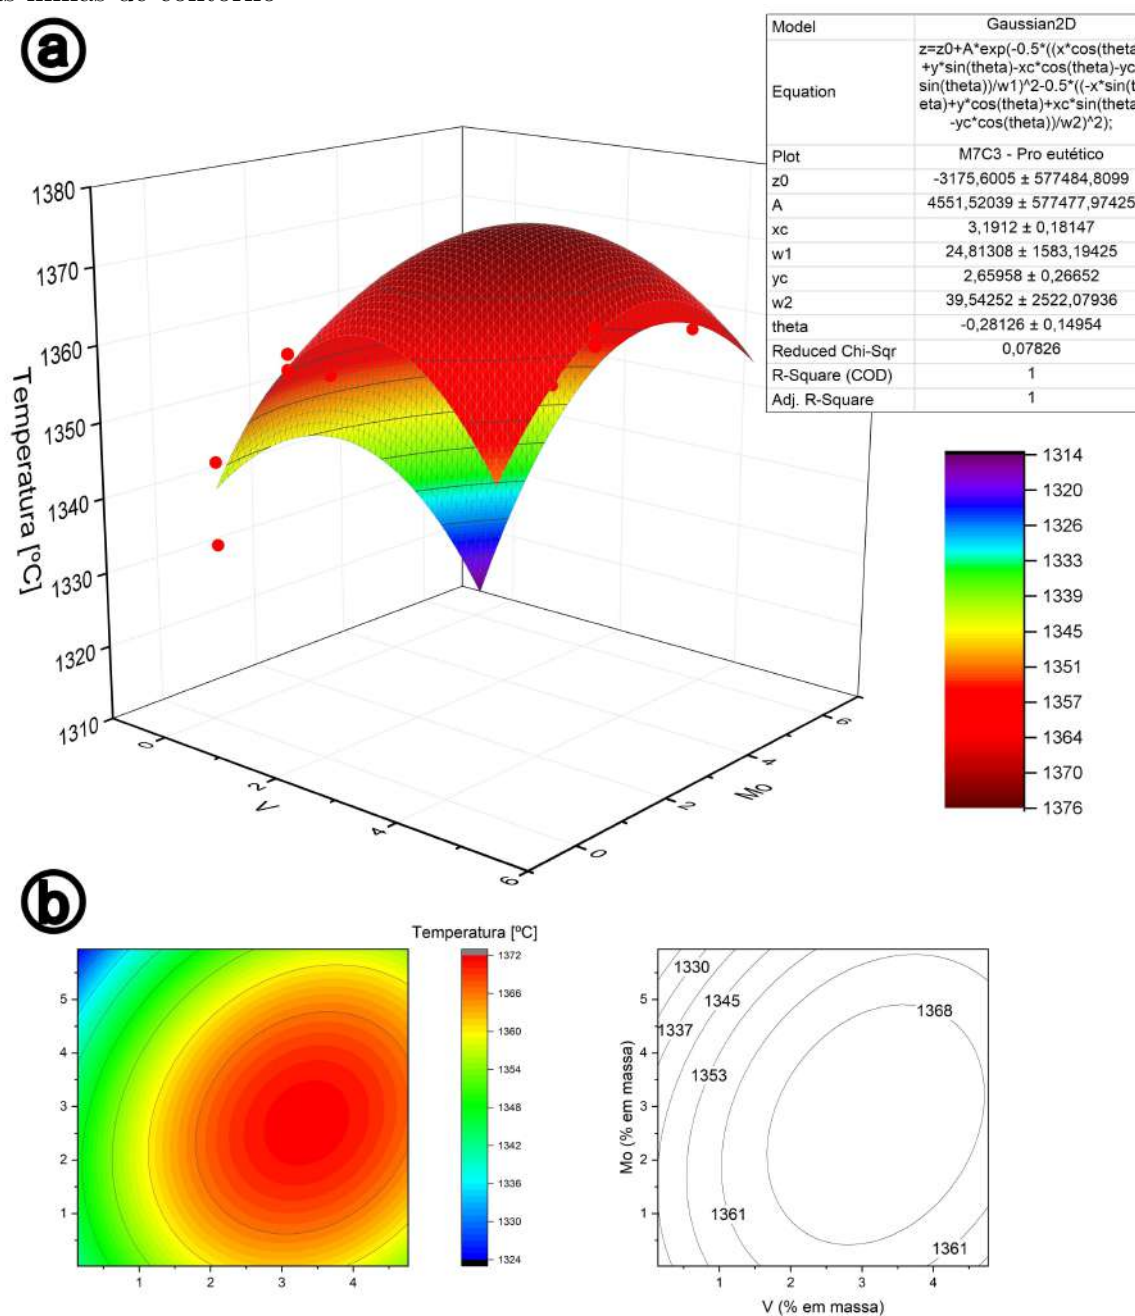 a
Model Gaussian2D
Equation
z=z0+A*exp(-0.5*((x*cos(theta
+y*sin(theta)-xc*cos(theta)-yc
sin(theta))/w1)^2-0.5*((-x*sin(t
eta)+y*cos(theta)+xc*sin(theta
-yc*cos(theta))/w2)^2);
Plot M7C3 - Pro eutético
z0 -3175,6005 ± 577484,8099
A 4551,52039 ± 577477,97425
xc 3,1912 ± 0,18147
w1 24,81308 ± 1583,19425
yc 2,65958 ± 0,26652
w2 39,54252 ± 2522,07936
theta -0,28126 ± 0,14954
Reduced Chi-Sqr 0,07826
R-Square (COD) 1
Adj. R-Square 1
1380
1370
1360
1350
1340
1330
1320
1310
Temperatura [ºC]
0
2
4
6
V
0
2
4
6
Mo
1314
1320
1326
1333
1339
1345
1351
1357
1364
1370
1376
b
Temperatura [ºC]
5
4
3
2
1
1 2 3 4
1372
1366
1360
1354
1348
1342
1336
1330
1324
Mo (% em massa)
5
4
3
2
1
1330
1345
1337
1353
1368
1361
1361
1 2 3 4
V (% em massa)